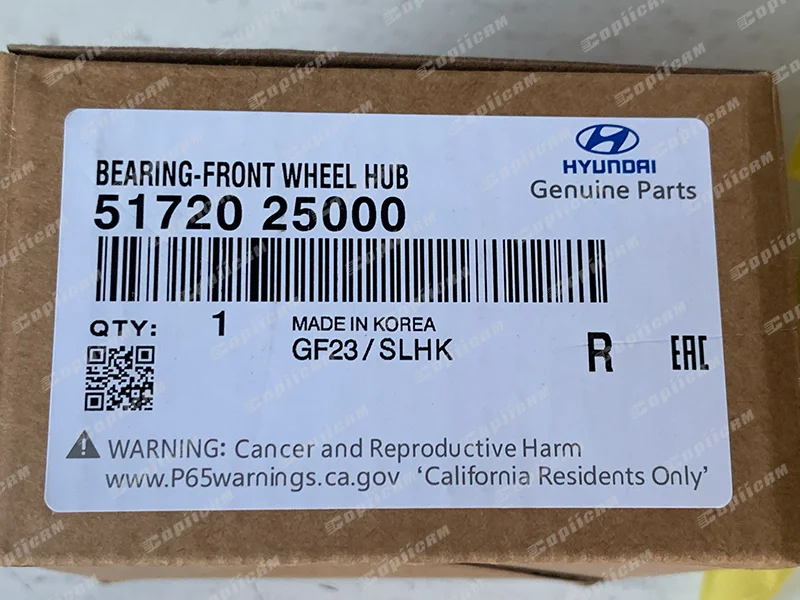 HYUNDAI
Genuine Parts
BEARING-FRONT WHEEL HUB
51720 25000
QTY: 1
MADE IN KOREA
GF23 / SLHK
R
EAC
WARNING: Cancer and Reproductive Harm
www.P65warnings.ca.gov 'California Residents Only'
CopiiCAM